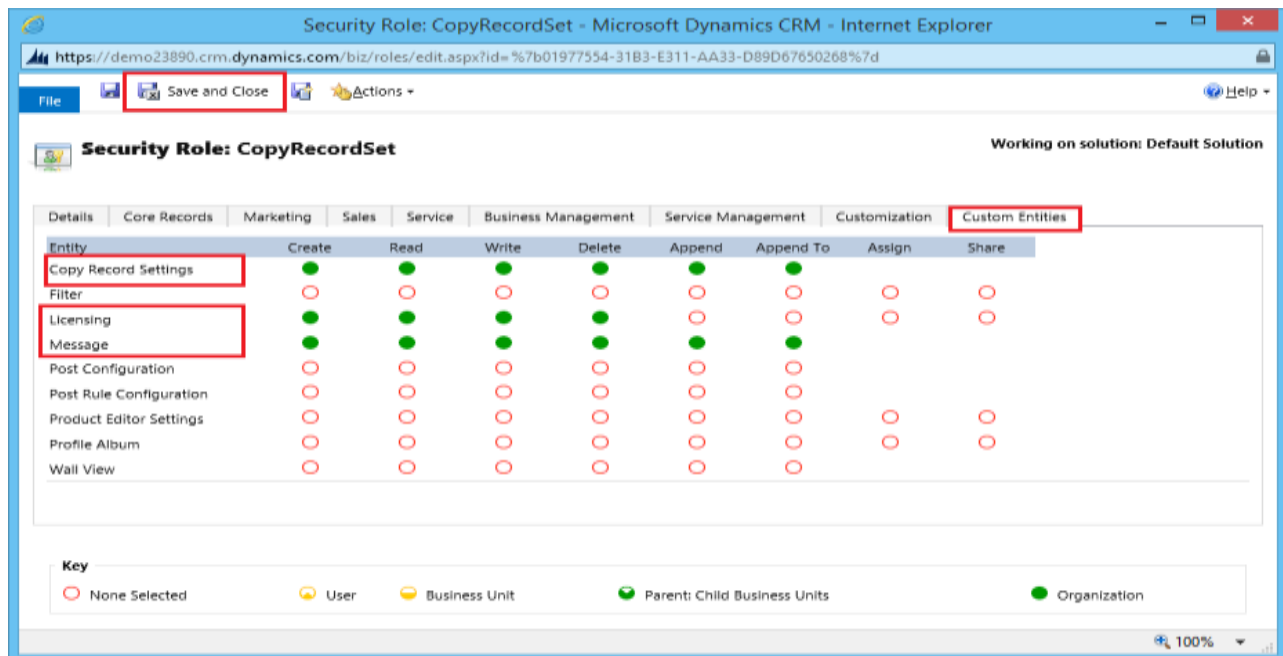 Security Role: CopyRecordSet - Microsoft Dynamics CRM - Internet Explorer
https://demo23890.crm.dynamics.com/biz/roles/edit.aspx?id=%7b01977554-31B3-E311-AA33-D89D67650268%7d
File Save and Close Actions Help
Security Role: CopyRecordSet
Working on solution: Default Solution
Details Core Records Marketing Sales Service Business Management Service Management Customization Custom Entities
Entity Create Read Write Delete Append Append To Assign Share
Copy Record Settings
Filter
Licensing
Message
Post Configuration
Post Rule Configuration
Product Editor Settings
Profile Album
Wall View
Key
None Selected User Business Unit Parent: Child Business Units Organization
100%